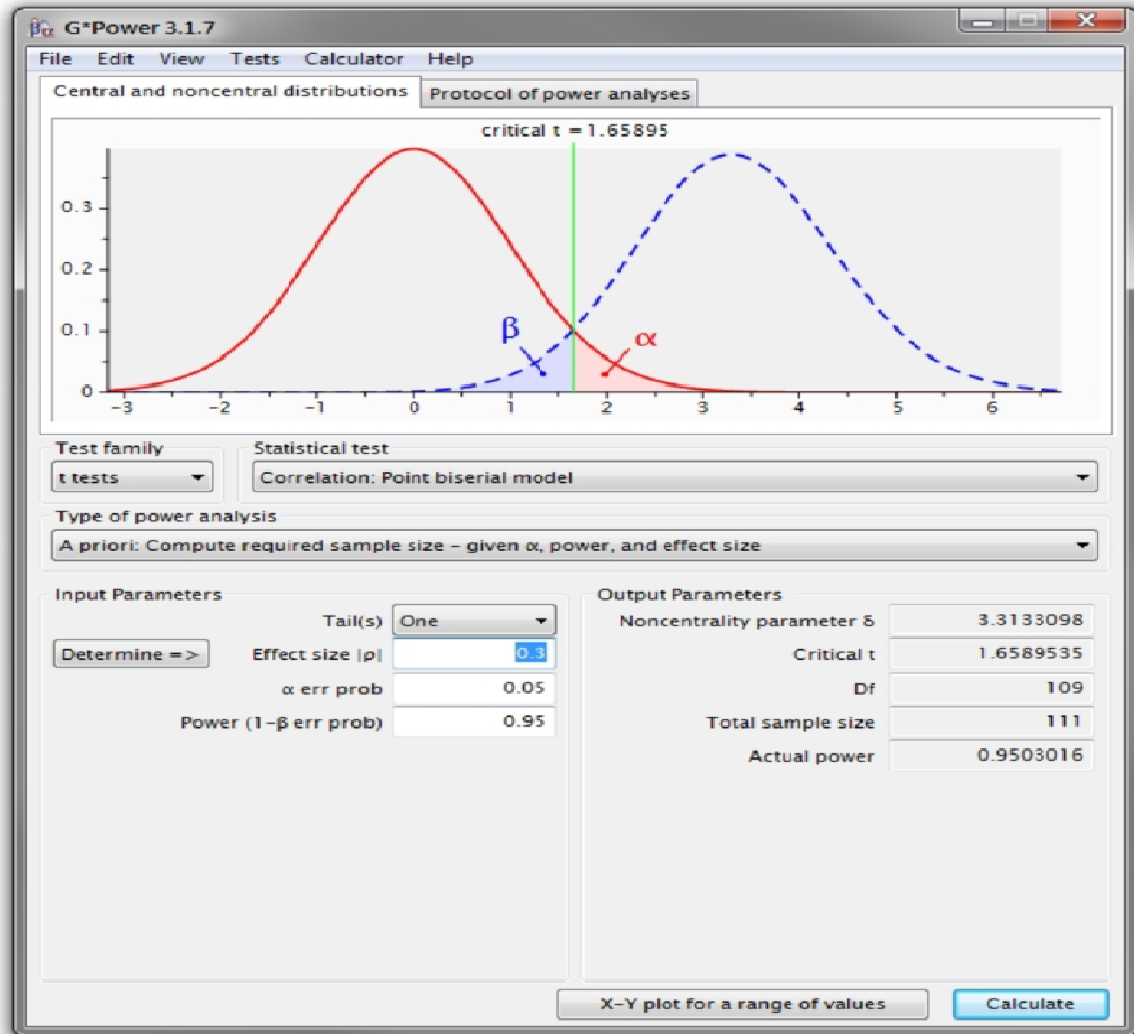 βα G*Power 3.1.7
File Edit View Tests Calculator Help
Central and noncentral distributions Protocol of power analyses
critical t = 1.65895
0.3
0.2
β
0.1
α
0
-3 -2 -1 0 1 2 3 4 5 6
Test family Statistical test
t tests Correlation: Point biserial model
Type of power analysis
A priori: Compute required sample size – given α, power, and effect size
Input Parameters Output Parameters
Tail(s) One Noncentrality parameter δ 3.3133098
Determine => Effect size |ρ| 0.3 Critical t 1.6589535
α err prob 0.05 Df 109
Power (1-β err prob) 0.95 Total sample size 111
Actual power 0.9503016
X-Y plot for a range of values Calculate